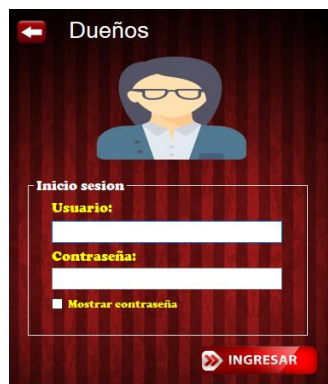 Dueños
Inicio sesion
Usuario:
Contraseña:
Mostrar contraseña
INGRESAR